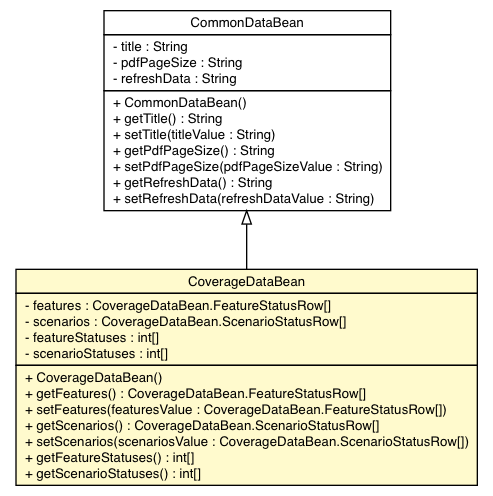 CommonDataBean
- title : String
- pdfPageSize : String
- refreshData : String
+ CommonDataBean()
+ getTitle() : String
+ setTitle(titleValue : String)
+ getPdfPageSize() : String
+ setPdfPageSize(pdfPageSizeValue : String)
+ getRefreshData() : String
+ setRefreshData(refreshDataValue : String)
CoverageDataBean
- features : CoverageDataBean.FeatureStatusRow[]
- scenarios : CoverageDataBean.ScenarioStatusRow[]
- featureStatuses : int[]
- scenarioStatuses : int[]
+ CoverageDataBean()
+ getFeatures() : CoverageDataBean.FeatureStatusRow[]
+ setFeatures(featuresValue : CoverageDataBean.FeatureStatusRow[])
+ getScenarios() : CoverageDataBean.ScenarioStatusRow[]
+ setScenarios(scenariosValue : CoverageDataBean.ScenarioStatusRow[])
+ getFeatureStatuses() : int[]
+ getScenarioStatuses() : int[]